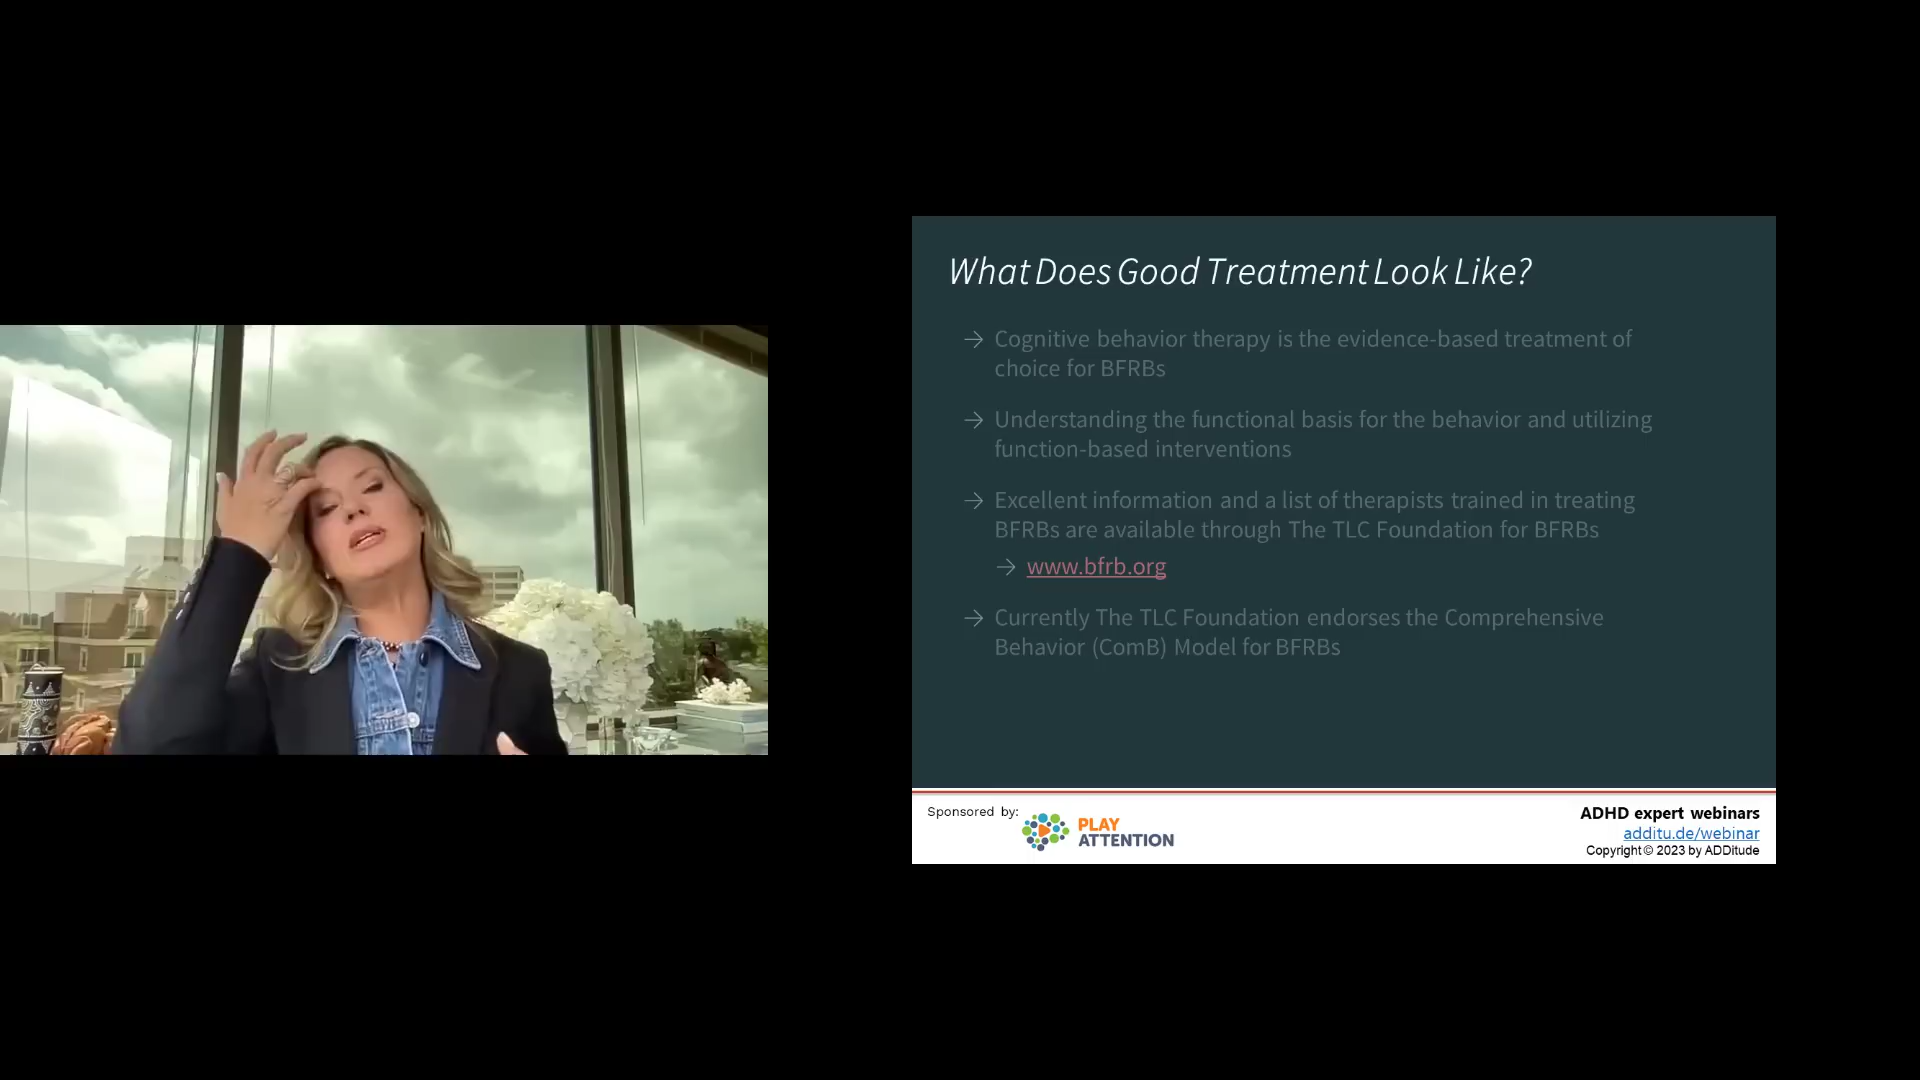 What Does Good Treatment Look Like?
→ Cognitive behavior therapy is the evidence-based treatment of
choice for BFRBs
→ Understanding the functional basis for the behavior and utilizing
function-based interventions
→ Excellent information and a list of therapists trained in treating
BFRBs are available through The TLC Foundation for BFRBs
→ www.bfrb.org
→ Currently The TLC Foundation endorses the Comprehensive
Behavior (ComB) Model for BFRBs
Sponsored by:
PLAY
ATTENTION
ADHD expert webinars
additu.de/webinar
Copyright © 2023 by ADDitude